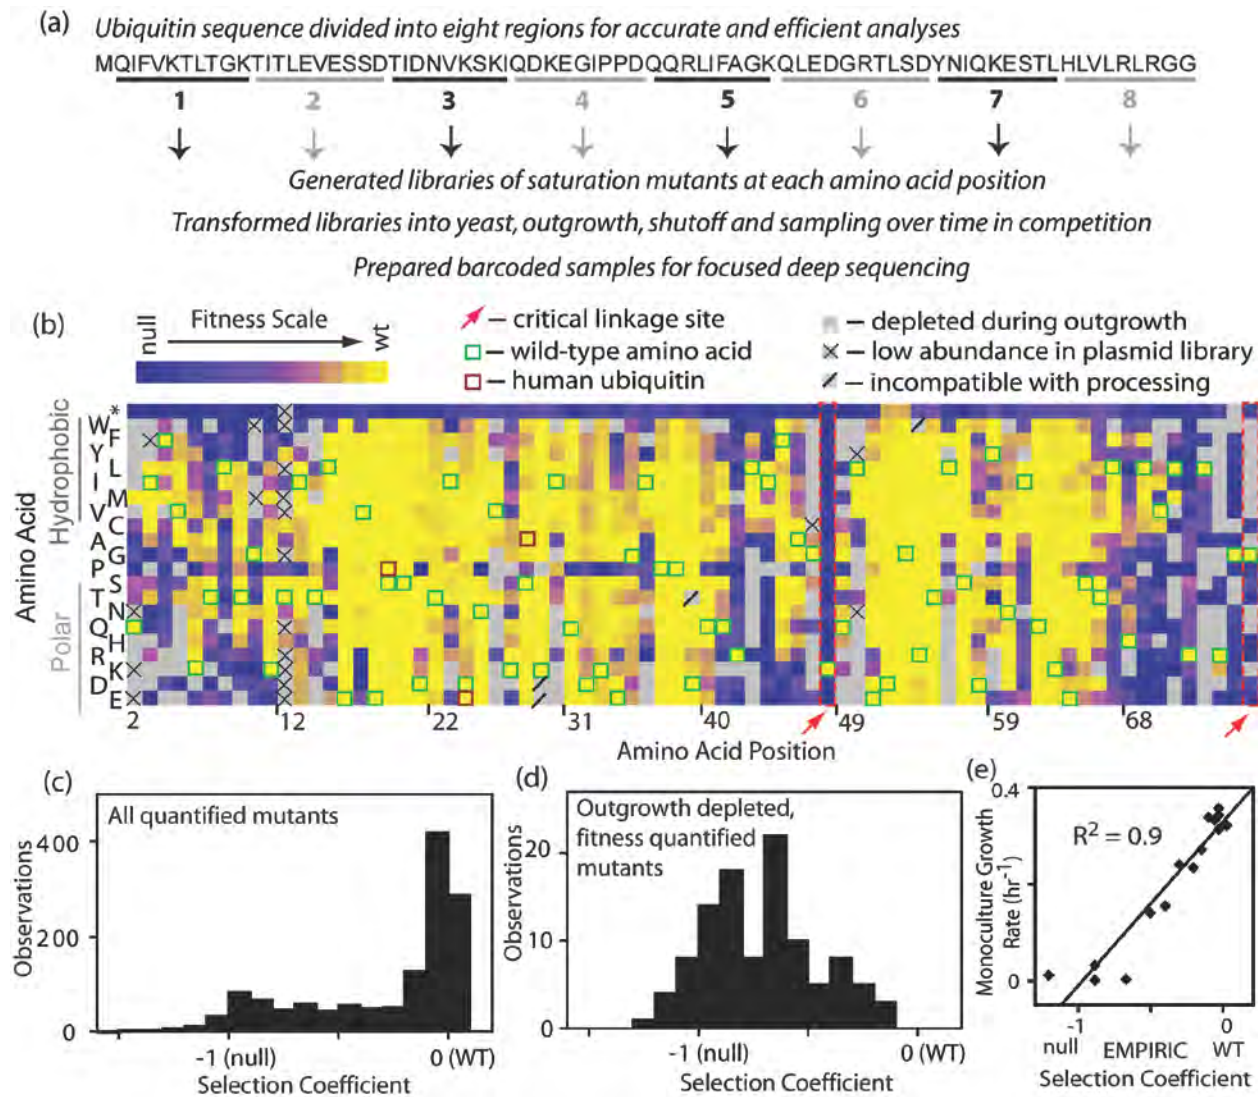 (a) Ubiquitin sequence divided into eight regions for accurate and efficient analyses
MQIFVKTLTGKTITLEVESSDTIDNVKSKIQDKEGIPPDQQRLIFAGKQLEDGRTLSDYNIQKESTLHLVLRLRGG
1 2 3 4 5 6 7 8
Generated libraries of saturation mutants at each amino acid position
Transformed libraries into yeast, outgrowth, shutoff and sampling over time in competition
Prepared barcoded samples for focused deep sequencing
(b)
null Fitness Scale wt
– critical linkage site
– wild-type amino acid
– human ubiquitin
– depleted during outgrowth
– low abundance in plasmid library
– incompatible with processing
Amino Acid
Hydrophobic
Polar
*
W
F
Y
L
I
M
V
C
A
G
P
S
T
N
Q
H
R
K
D
E
2 12 22 31 40 49 59 68
Amino Acid Position
(c)
All quantified mutants
Observations
400
200
0
-1 (null) 0 (WT)
Selection Coefficient
(d)
Outgrowth depleted,
fitness quantified
mutants
Observations
20
10
0
-1 (null) 0 (WT)
Selection Coefficient
(e)
R² = 0.9
Monoculture Growth
Rate (hr⁻¹)
0.4
0
-1 0
null EMPIRIC WT
Selection Coefficient